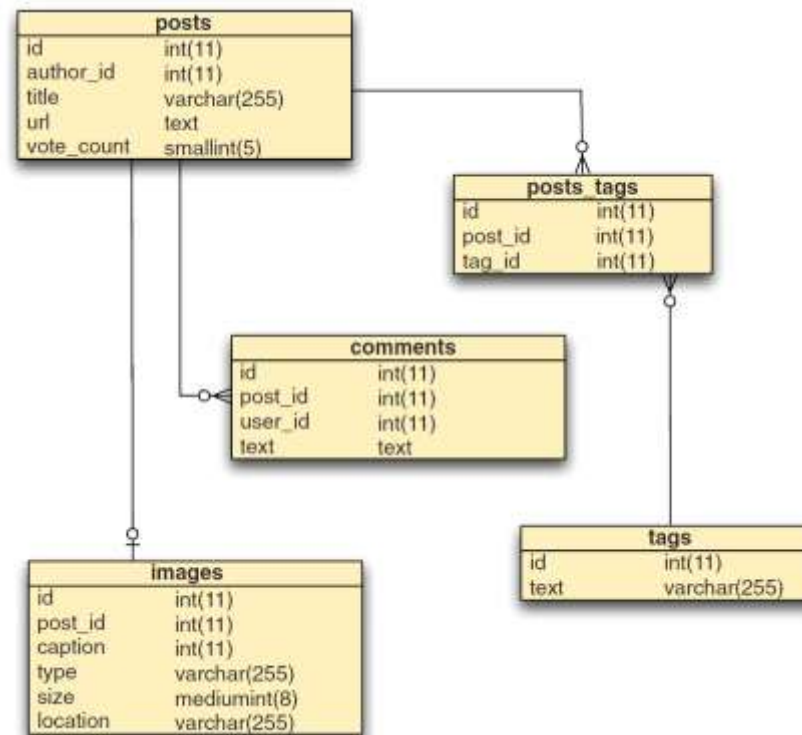 posts
id int(11)
author_id int(11)
title varchar(255)
url text
vote_count smallint(5)
posts_tags
id int(11)
post_id int(11)
tag_id int(11)
comments
id int(11)
post_id int(11)
user_id int(11)
text text
tags
id int(11)
text varchar(255)
images
id int(11)
post_id int(11)
caption int(11)
type varchar(255)
size mediumint(8)
location varchar(255)